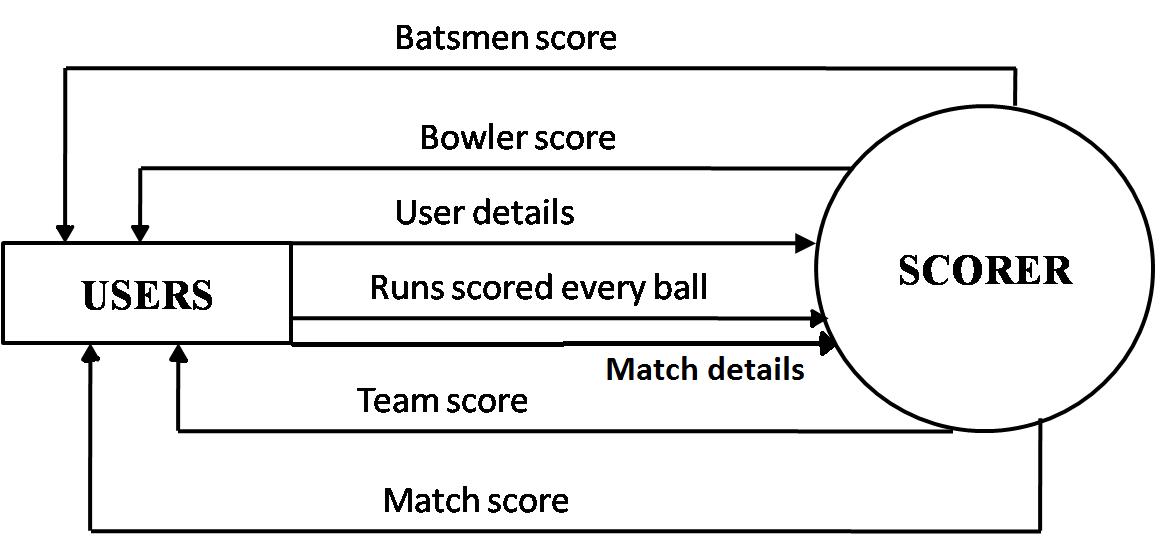 Batsmen score
Bowler score
User details
SCORER
USERS
Runs scored every ball
Match details
Team score
Match score